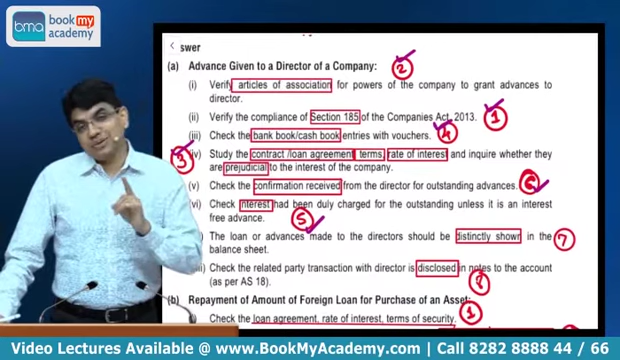 bma
book my
academy
swer
(a) Advance Given to a Director of a Company: 2
(i) Verify articles of association for powers of the company to grant advances to
director.
(ii) Verify the compliance of Section 185 of the Companies Act, 2013. 1
(iii) Check the bank book/cash book entries with vouchers. 4
3 iv) Study the contract /loan agreement terms, rate of interest and inquire whether they
are prejudicial to the interest of the company.
(v) Check the confirmation received from the director for outstanding advances. 6
vi) Check interest had been duly charged for the outstanding unless it is an interest
free advance. 5
) The loan or advances made to the directors should be distinctly shown in the
balance sheet. 7
ii) Check the related party transaction with director is disclosed in notes to the account
(as per AS 18). 8
(b) Repayment of Amount of Foreign Loan for Purchase of an Asset: 1
(i) Check the loan agreement, rate of interest, terms of security.
Video Lectures Available @ www.BookMyAcademy.com | Call 8282 8888 44 / 66